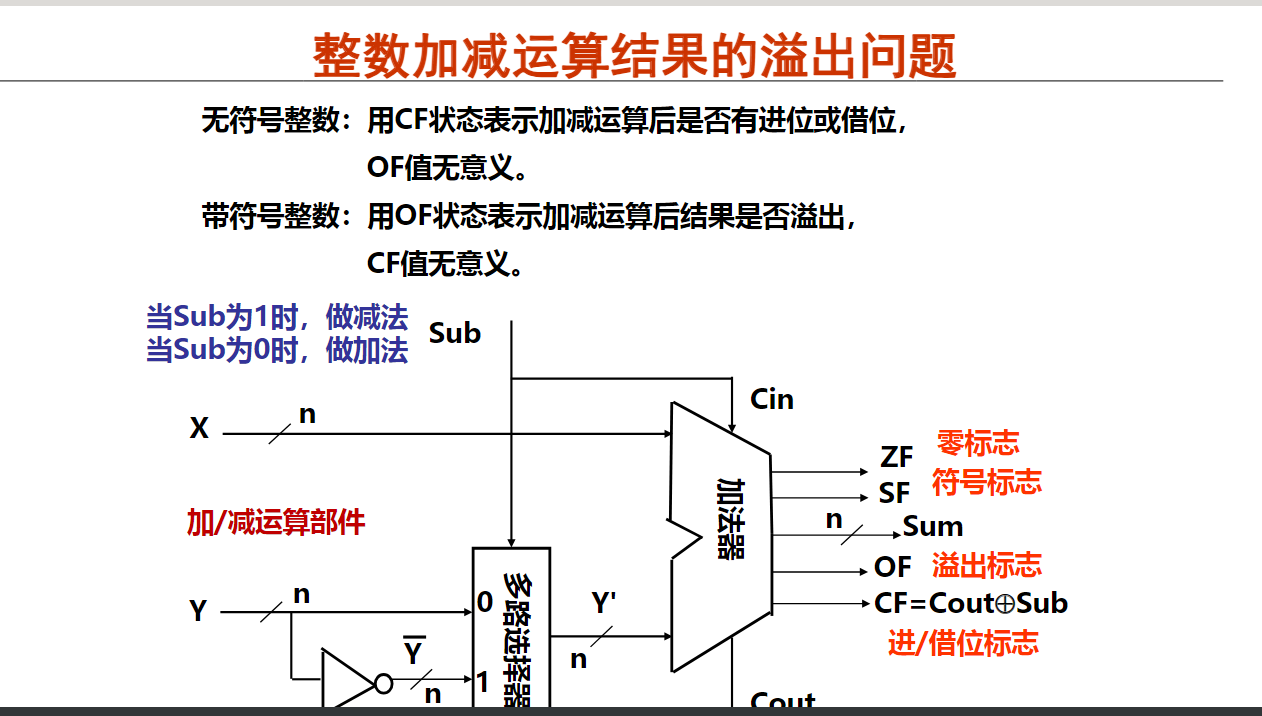 整数加减运算结果的溢出问题
无符号整数：用CF状态表示加减运算后是否有进位或借位，
OF值无意义。
带符号整数：用OF状态表示加减运算后结果是否溢出，
CF值无意义。
当Sub为1时，做减法
当Sub为0时，做加法
Sub
Cin
X
n
ZF 零标志
SF 符号标志
加法器
n
Sum
加/减运算部件
OF 溢出标志
Y
n
0
多路选择器
Y'
n
CF=Cout⊕Sub
进/借位标志
Y̅
n
1
Cout